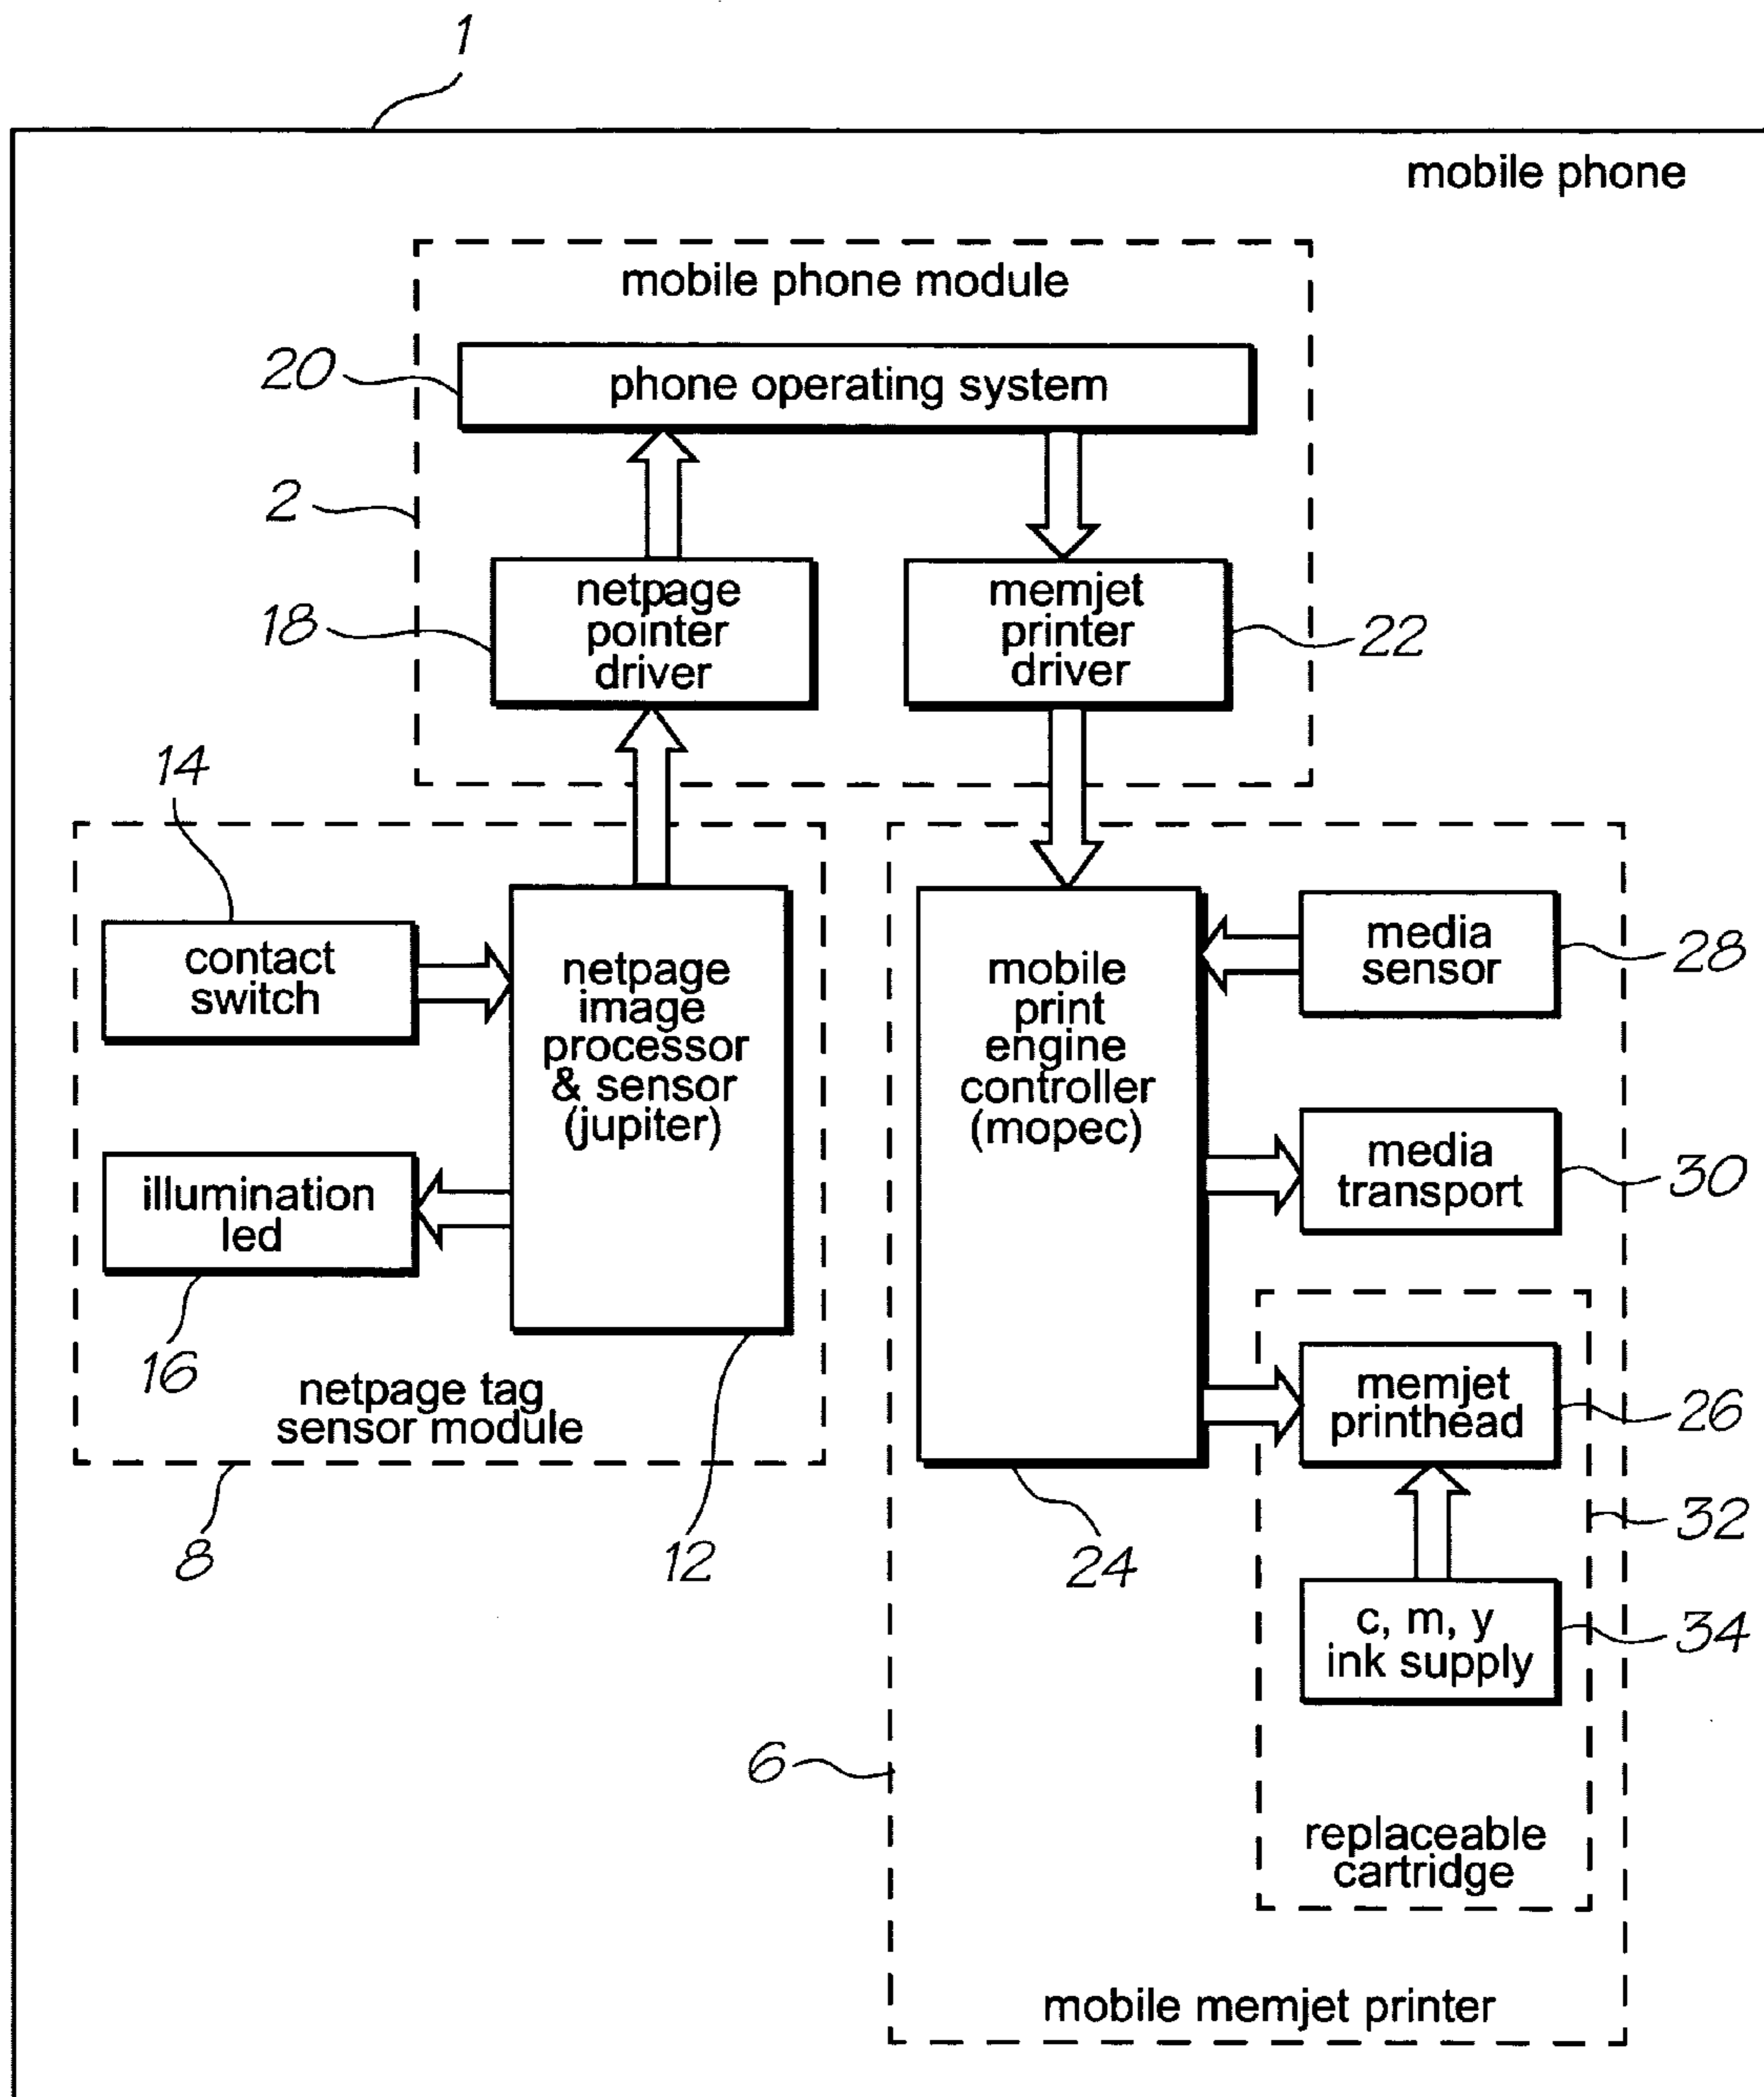 1
mobile phone
mobile phone module
20
phone operating system
2
netpage
pointer
driver
18
memjet
printer
driver
22
14
contact
switch
netpage
image
processor
& sensor
(jupiter)
illumination
led
16
netpage tag
sensor module
8
12
mobile
print
engine
controller
(mopec)
24
media
sensor
28
media
transport
30
memjet
printhead
26
32
c, m, y
ink supply
34
6
replaceable
cartridge
mobile memjet printer